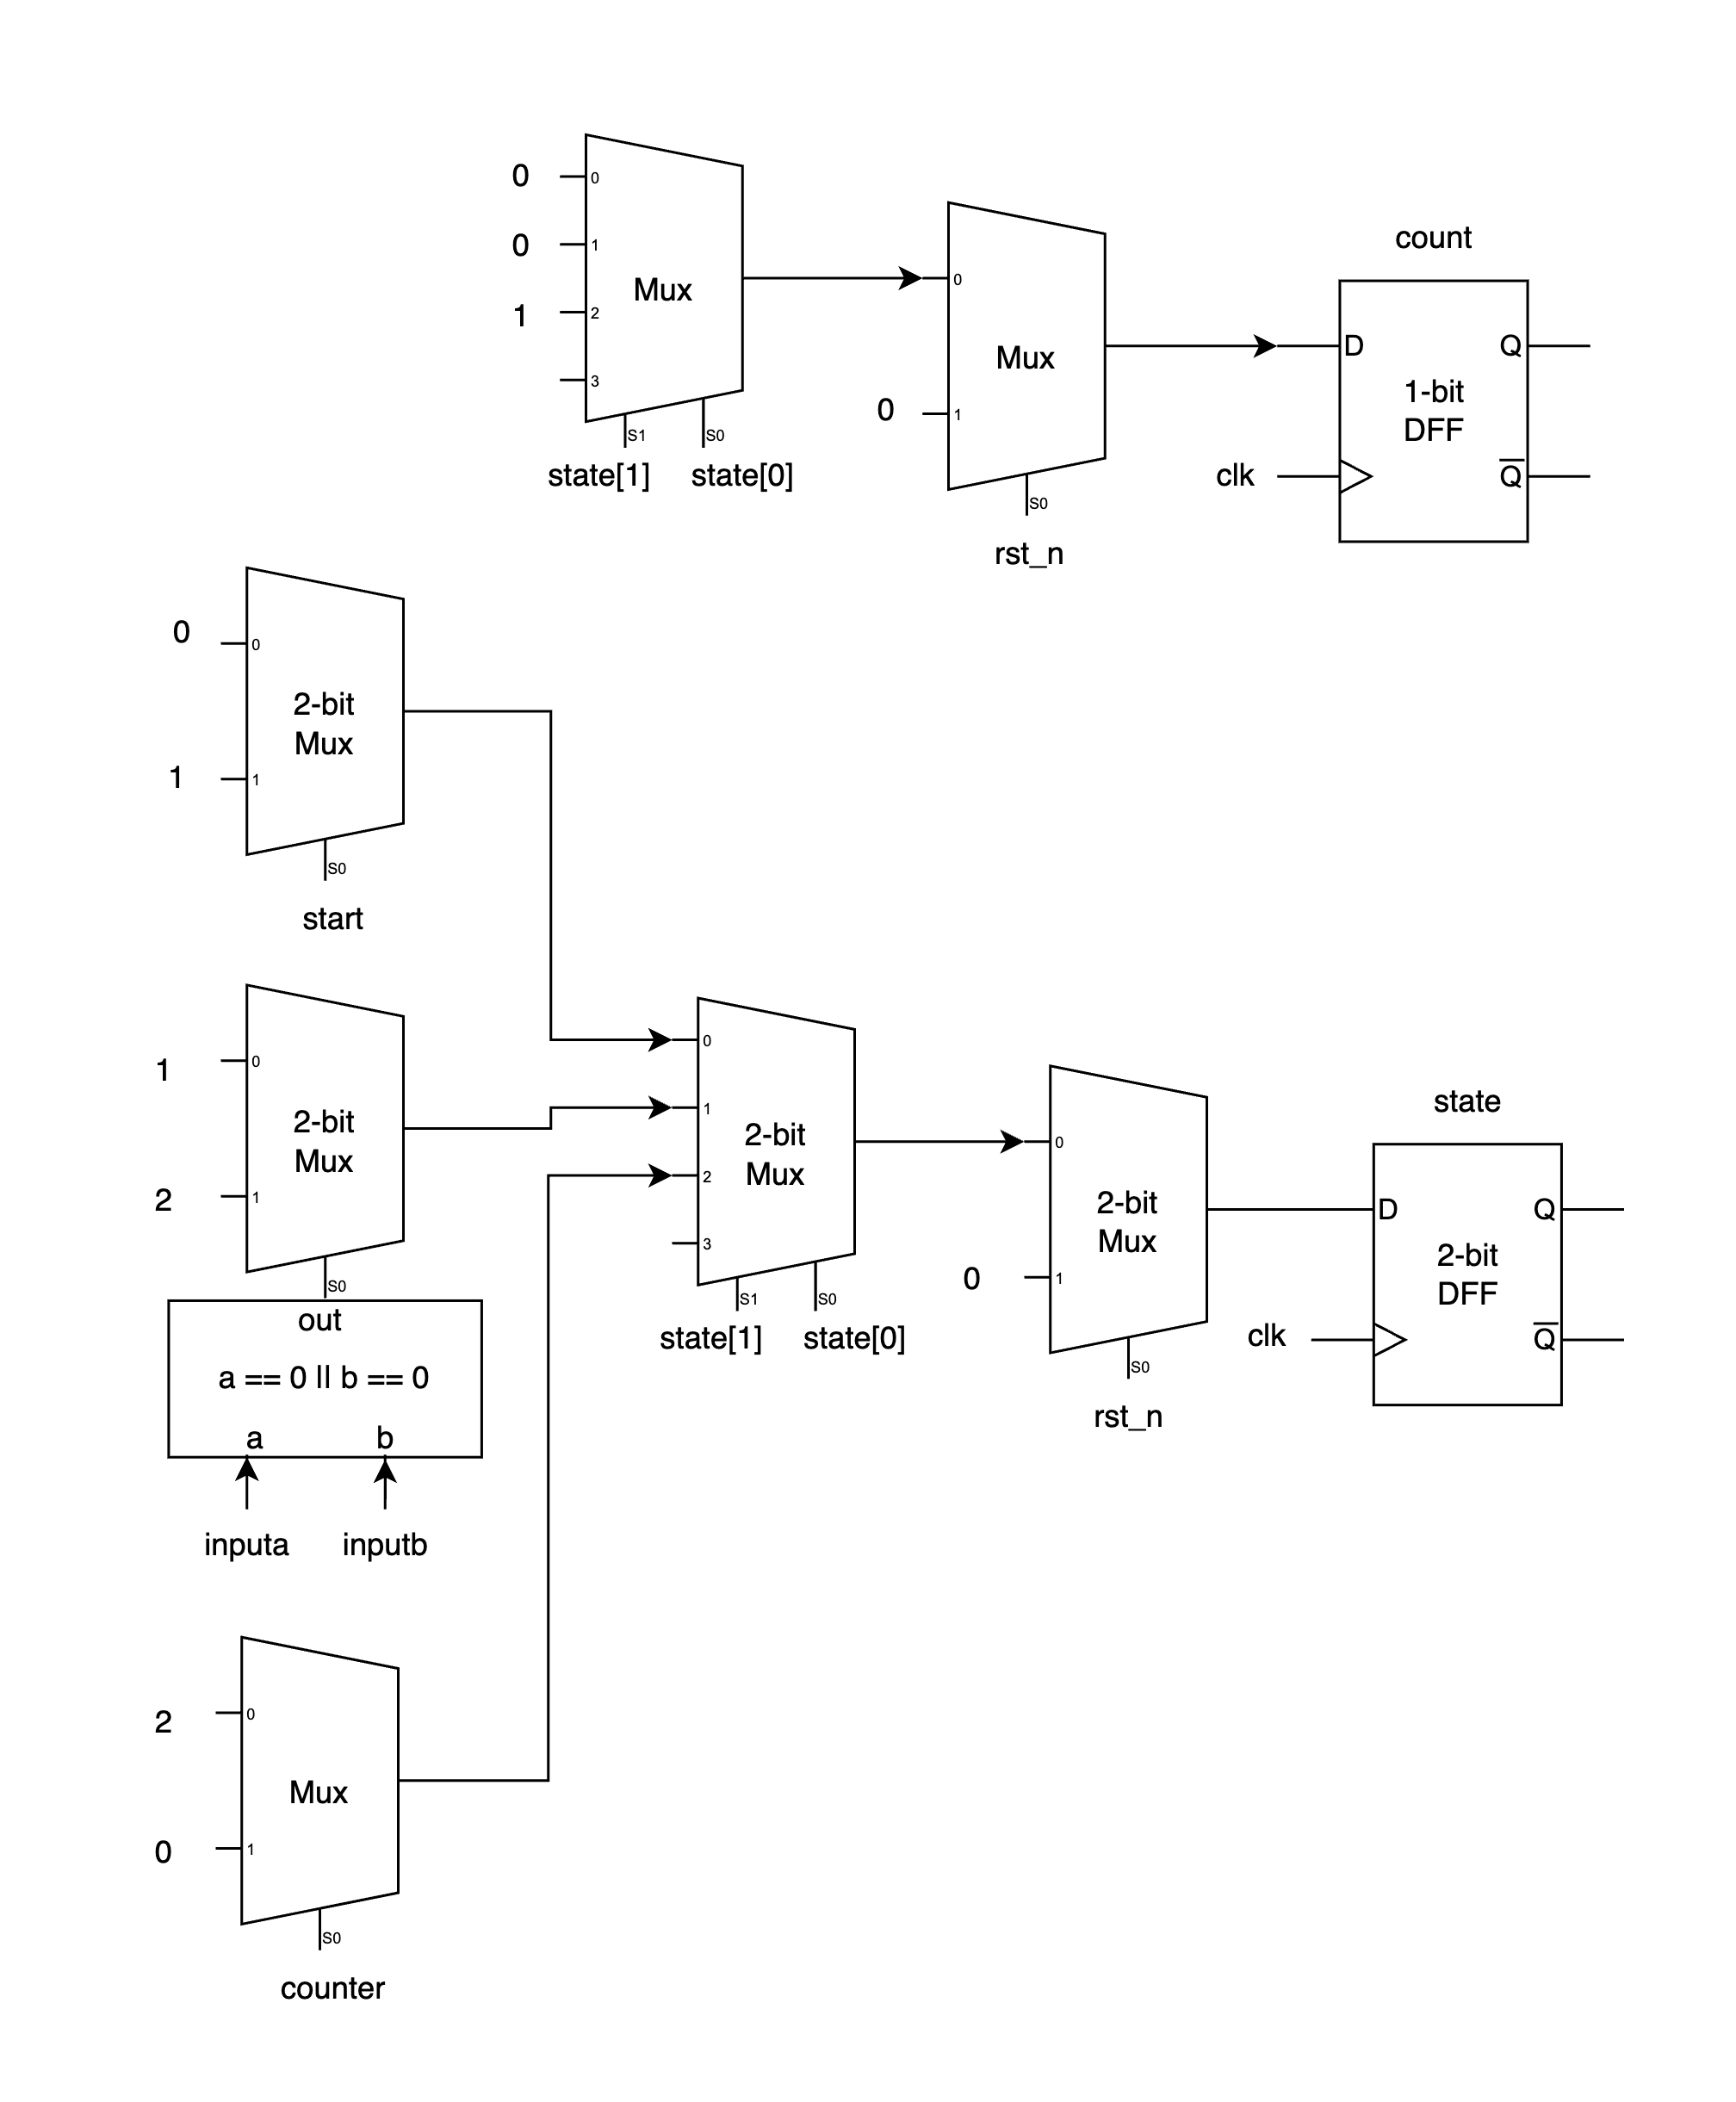 0
0
0
1
1
2
3
Mux
S1
S0
state[1]
state[0]
0
0
1
Mux
S0
rst_n
count
D
Q
1-bit
DFF
clk
Q
0
0
2-bit
Mux
1
1
S0
start
1
0
2-bit
Mux
2
1
S0
out
a == 0 || b == 0
a
b
inputa
inputb
0
1
2
3
2-bit
Mux
S1
S0
state[1]
state[0]
0
2-bit
Mux
0
1
S0
rst_n
state
D
Q
2-bit
DFF
clk
Q
2
0
Mux
0
1
S0
counter